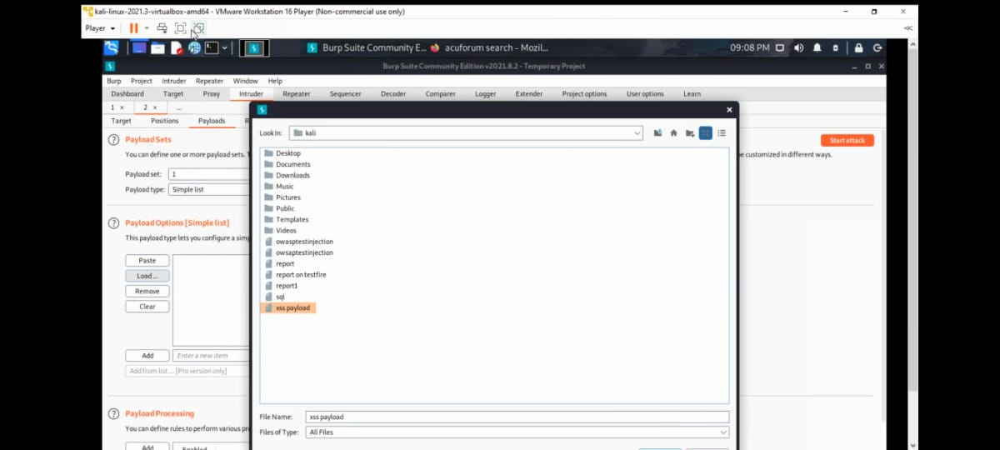 kali-linux-2021.3-virtualbox-amd64 - VMware Workstation 16 Player (Non-commercial use only)
Player
Burp Suite Community E...
acuforum search - Mozil...
09:08 PM
Burp Suite Community Edition v2021.8.2 - Temporary Project
Burp Project Intruder Repeater Window Help
Dashboard Target Proxy Intruder Repeater Sequencer Decoder Comparer Logger Extender Project options User options Learn
1 × 2 × ...
Target Positions Payloads R
Look In: kali
Payload Sets
Start attack
You can define one or more payload sets.
be customized in different ways.
Payload set: 1
Payload type: Simple list
Payload Options [Simple list]
This payload type lets you configure a simp
Paste
Load ...
Remove
Clear
Add
Enter a new item
Add from list ... [Pro version only]
Desktop
Documents
Downloads
Music
Pictures
Public
Templates
Videos
owasptestinjection
owsaptestinjection
report
report on testfire
report1
sql
xss payload
File Name: xss payload
Files of Type: All Files
Payload Processing
You can define rules to perform various pr
Add
Enabled